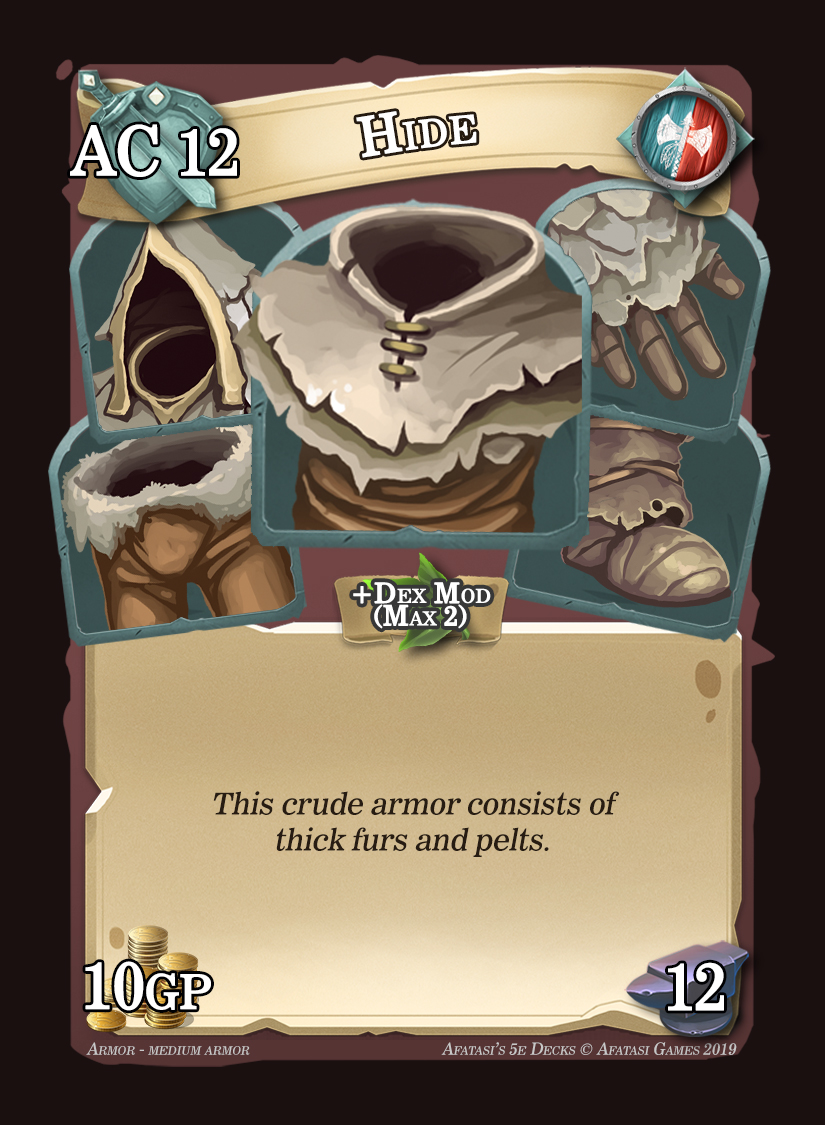 AC 12
Hide
+Dex Mod
(Max 2)
This crude armor consists of
thick furs and pelts.
10GP
12
Armor - medium armor
Afatasi's 5e Decks © Afatasi Games 2019